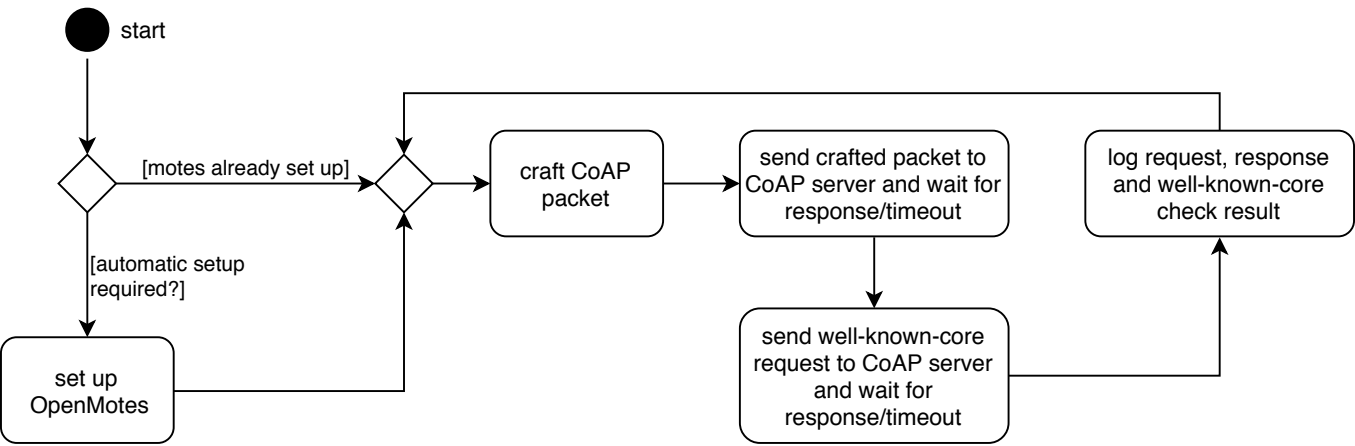 start
[motes already set up]
[automatic setup
required?]
set up
OpenMotes
craft CoAP
packet
send crafted packet to
CoAP server and wait for
response/timeout
send well-known-core
request to CoAP server
and wait for
response/timeout
log request, response
and well-known-core
check result